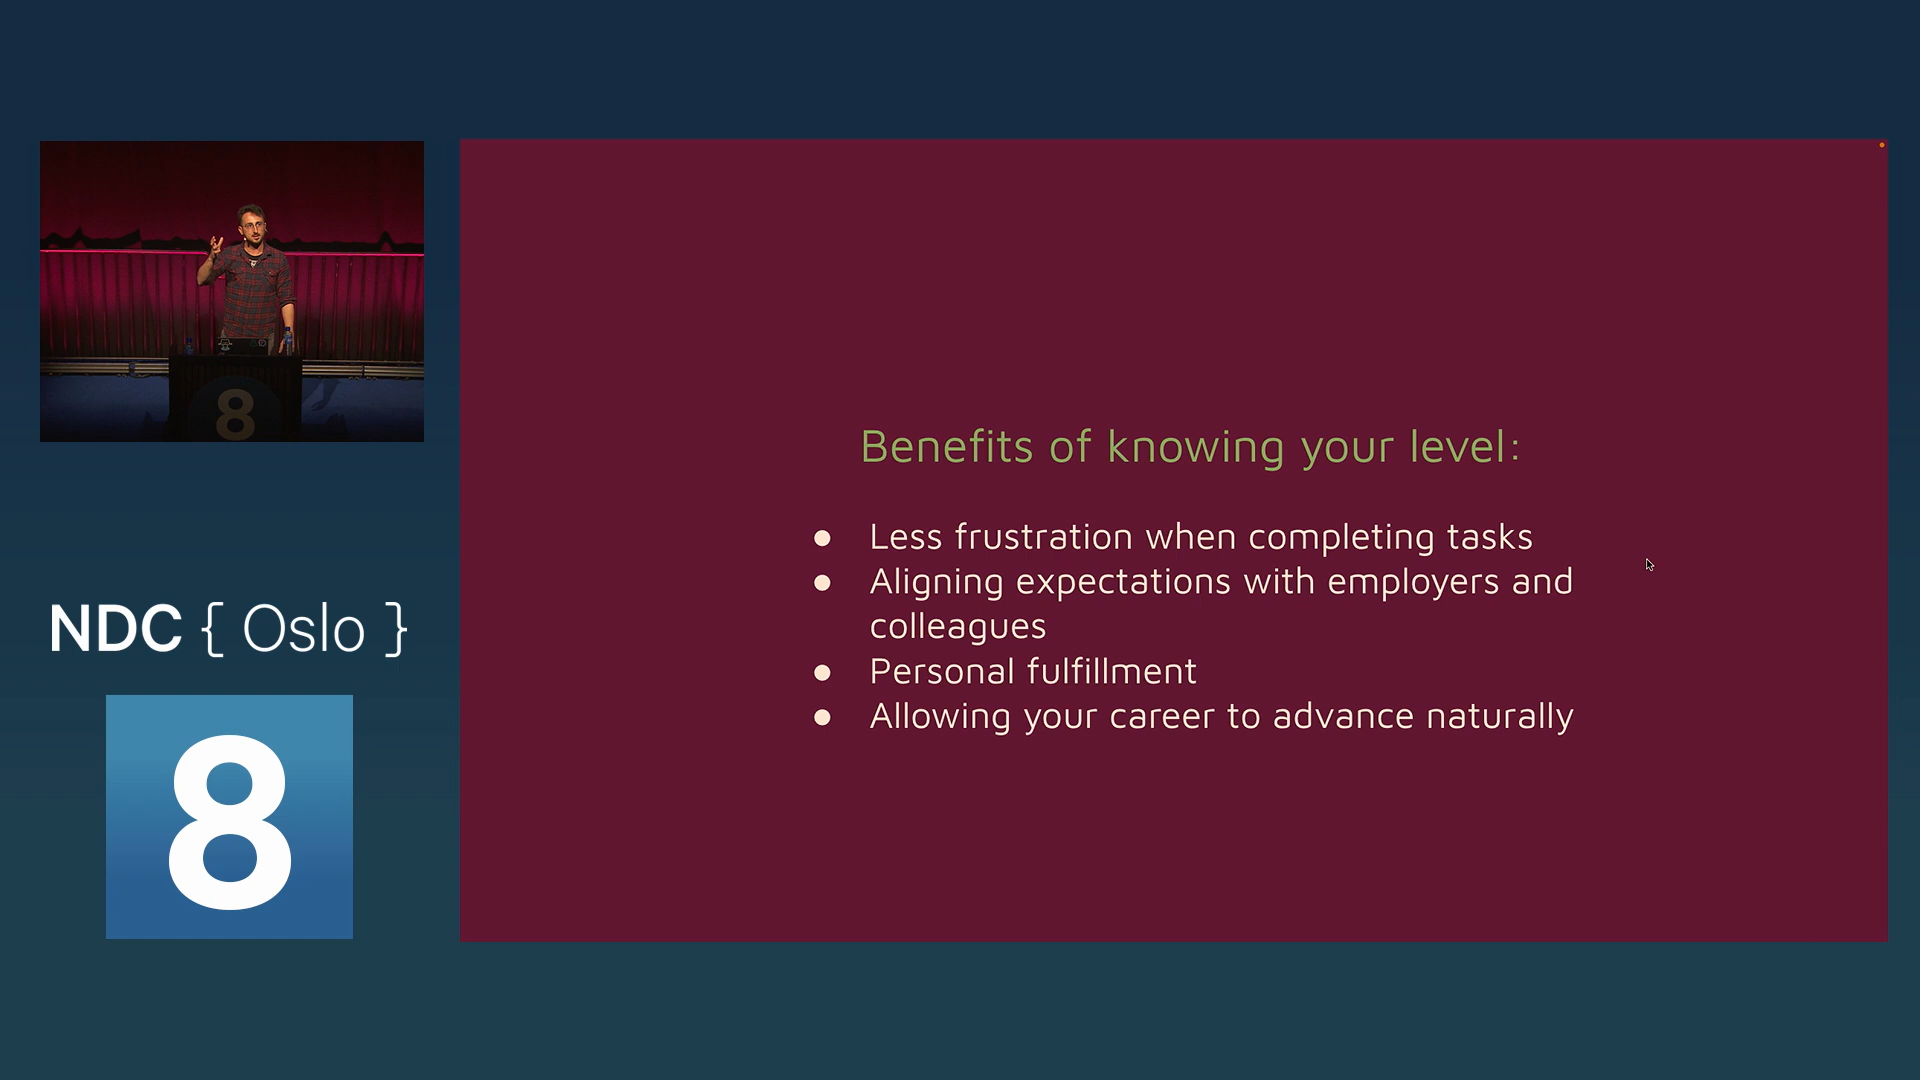 8
NDC { Oslo }
8
Benefits of knowing your level:
● Less frustration when completing tasks
● Aligning expectations with employers and
colleagues
● Personal fulfillment
● Allowing your career to advance naturally